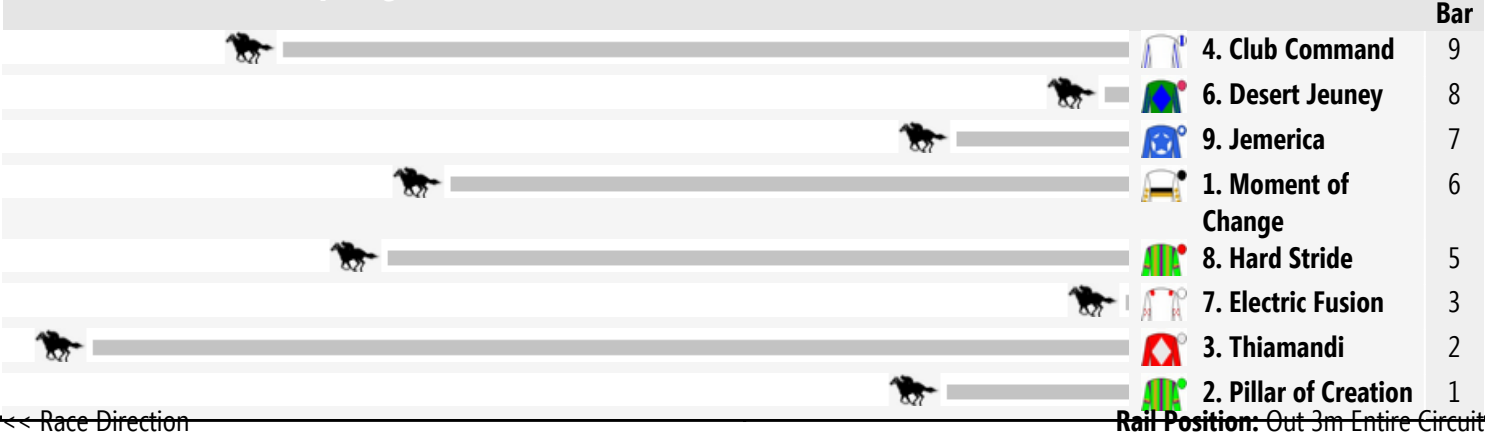 Bar
4. Club Command 9
6. Desert Jeuney 8
9. Jemerica 7
1. Moment of 6
Change
8. Hard Stride 5
7. Electric Fusion 3
3. Thiamandi 2
2. Pillar of Creation 1
<<< Race Direction Rail Position: Out 3m Entire Circuit